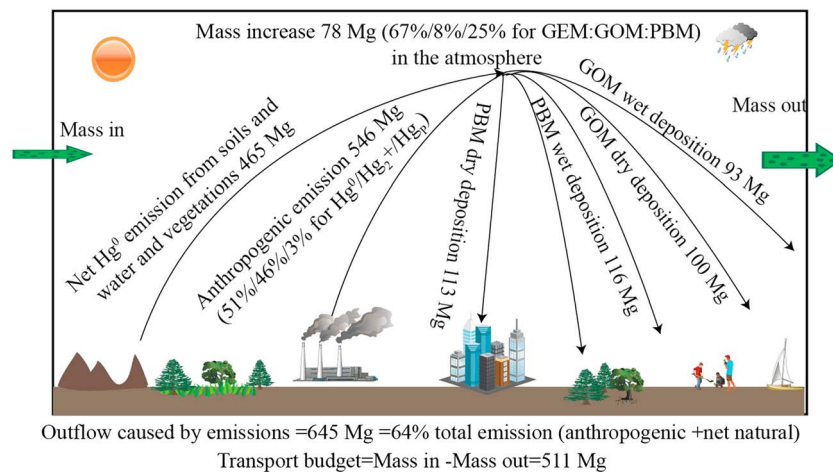 Mass increase 78 Mg (67%/8%/25% for GEM:GOM:PBM)
in the atmosphere
Mass in
Mass out
Net Hg⁰ emission from soils and
water and vegetations 465 Mg
Anthropogenic emission 546 Mg
(51%/46%/3% for Hg⁰/Hg₂⁺/Hgₚ)
PBM dry deposition 113 Mg
PBM wet deposition 116 Mg
GOM dry deposition 100 Mg
GOM wet deposition 93 Mg
Outflow caused by emissions =645 Mg =64% total emission (anthropogenic +net natural)
Transport budget=Mass in -Mass out=511 Mg